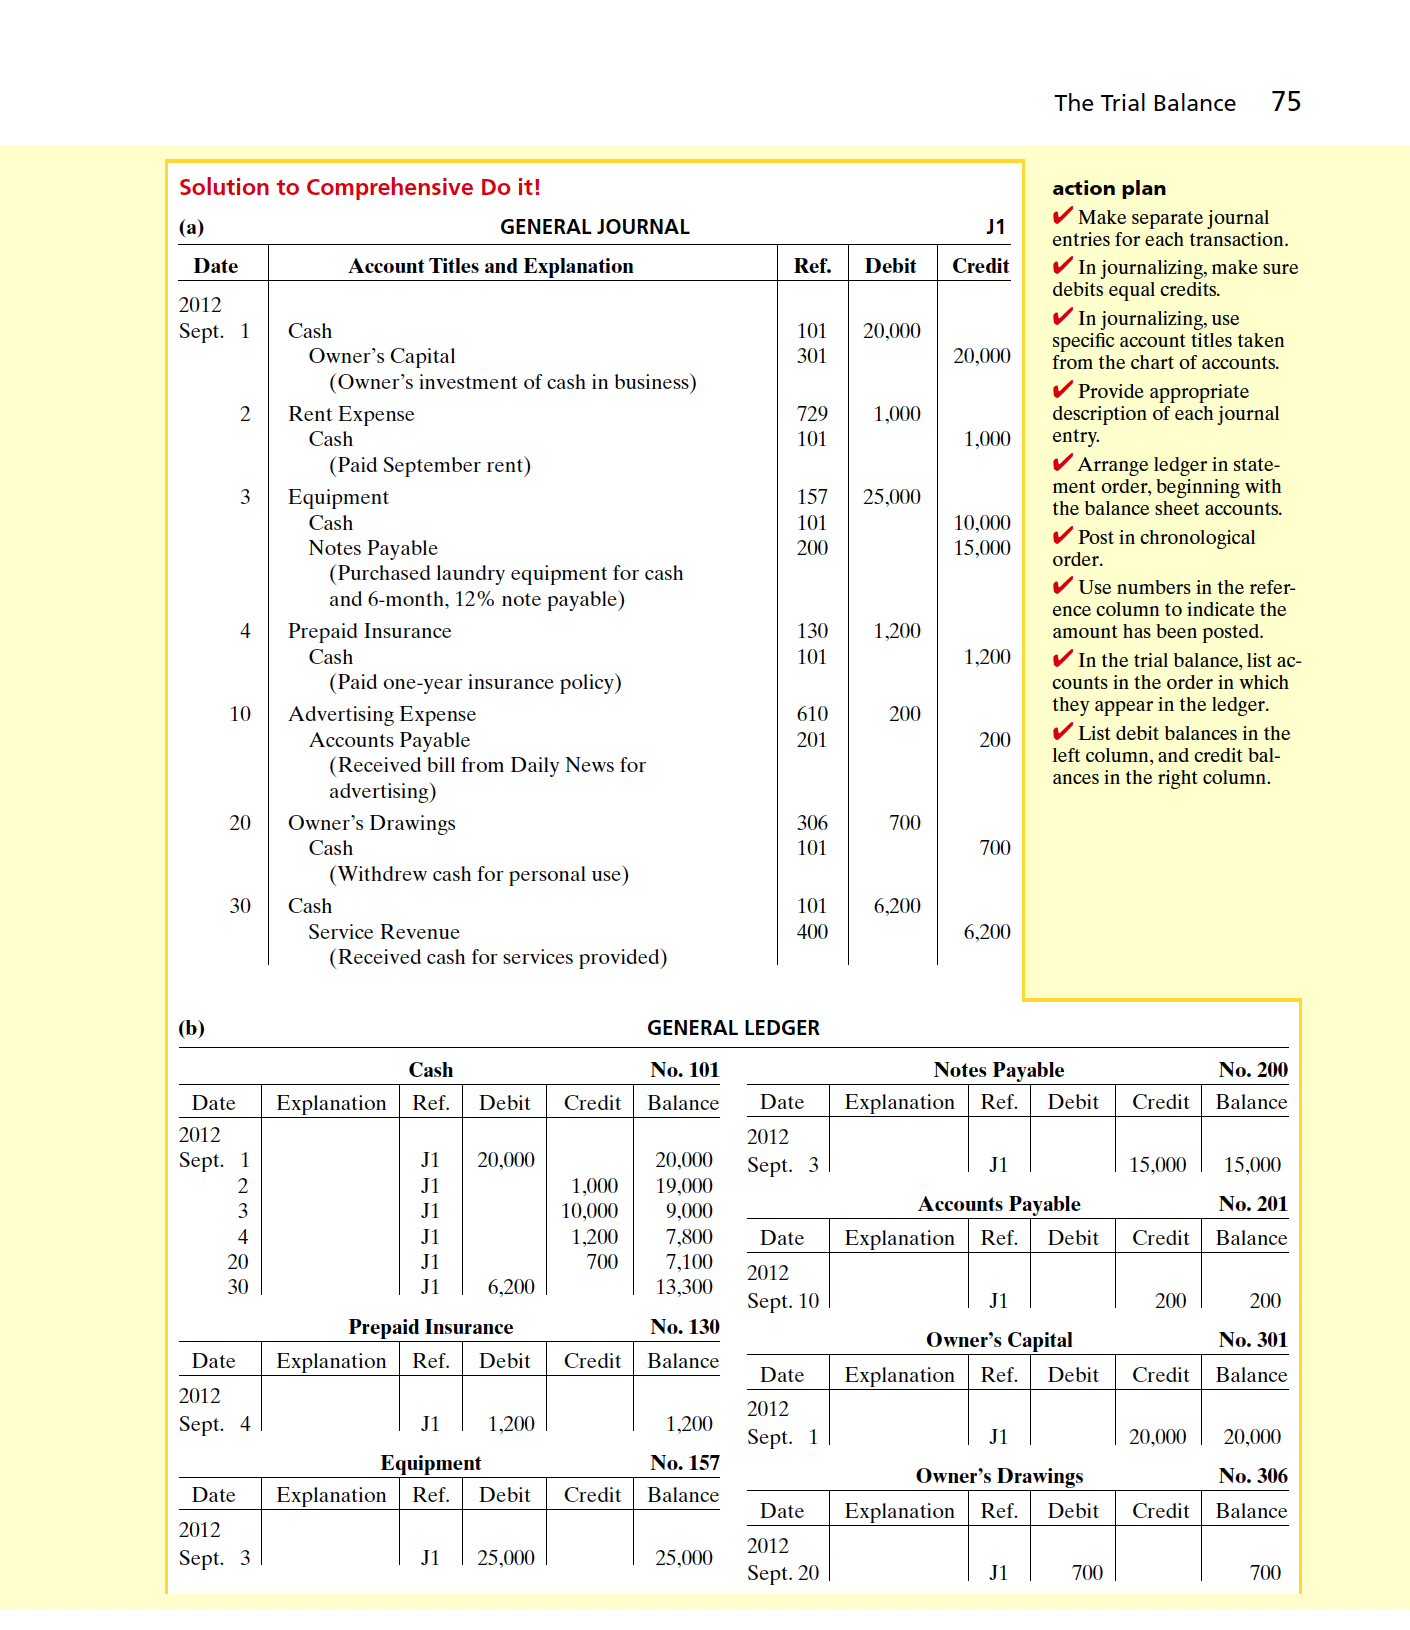 The Trial Balance 75
Solution to Comprehensive Do it!
(a) GENERAL JOURNAL J1
Date Account Titles and Explanation Ref. Debit Credit
2012
Sept. 1 Cash 101 20,000
Owner’s Capital 301 20,000
(Owner’s investment of cash in business)
2 Rent Expense 729 1,000
Cash 101 1,000
(Paid September rent)
3 Equipment 157 25,000
Cash 101 10,000
Notes Payable 200 15,000
(Purchased laundry equipment for cash
and 6-month, 12% note payable)
4 Prepaid Insurance 130 1,200
Cash 101 1,200
(Paid one-year insurance policy)
10 Advertising Expense 610 200
Accounts Payable 201 200
(Received bill from Daily News for
advertising)
20 Owner’s Drawings 306 700
Cash 101 700
(Withdrew cash for personal use)
30 Cash 101 6,200
Service Revenue 400 6,200
(Received cash for services provided)
action plan
✔ Make separate journal
entries for each transaction.
✔ In journalizing, make sure
debits equal credits.
✔ In journalizing, use
specific account titles taken
from the chart of accounts.
✔ Provide appropriate
description of each journal
entry.
✔ Arrange ledger in state-
ment order, beginning with
the balance sheet accounts.
✔ Post in chronological
order.
✔ Use numbers in the refer-
ence column to indicate the
amount has been posted.
✔ In the trial balance, list ac-
counts in the order in which
they appear in the ledger.
✔ List debit balances in the
left column, and credit bal-
ances in the right column.
(b) GENERAL LEDGER
Cash No. 101
Date Explanation Ref. Debit Credit Balance
2012
Sept. 1 J1 20,000 20,000
2 J1 1,000 19,000
3 J1 10,000 9,000
4 J1 1,200 7,800
20 J1 700 7,100
30 J1 6,200 13,300
Prepaid Insurance No. 130
Date Explanation Ref. Debit Credit Balance
2012
Sept. 4 J1 1,200 1,200
Equipment No. 157
Date Explanation Ref. Debit Credit Balance
2012
Sept. 3 J1 25,000 25,000
Notes Payable No. 200
Date Explanation Ref. Debit Credit Balance
2012
Sept. 3 J1 15,000 15,000
Accounts Payable No. 201
Date Explanation Ref. Debit Credit Balance
2012
Sept. 10 J1 200 200
Owner’s Capital No. 301
Date Explanation Ref. Debit Credit Balance
2012
Sept. 1 J1 20,000 20,000
Owner’s Drawings No. 306
Date Explanation Ref. Debit Credit Balance
2012
Sept. 20 J1 700 700